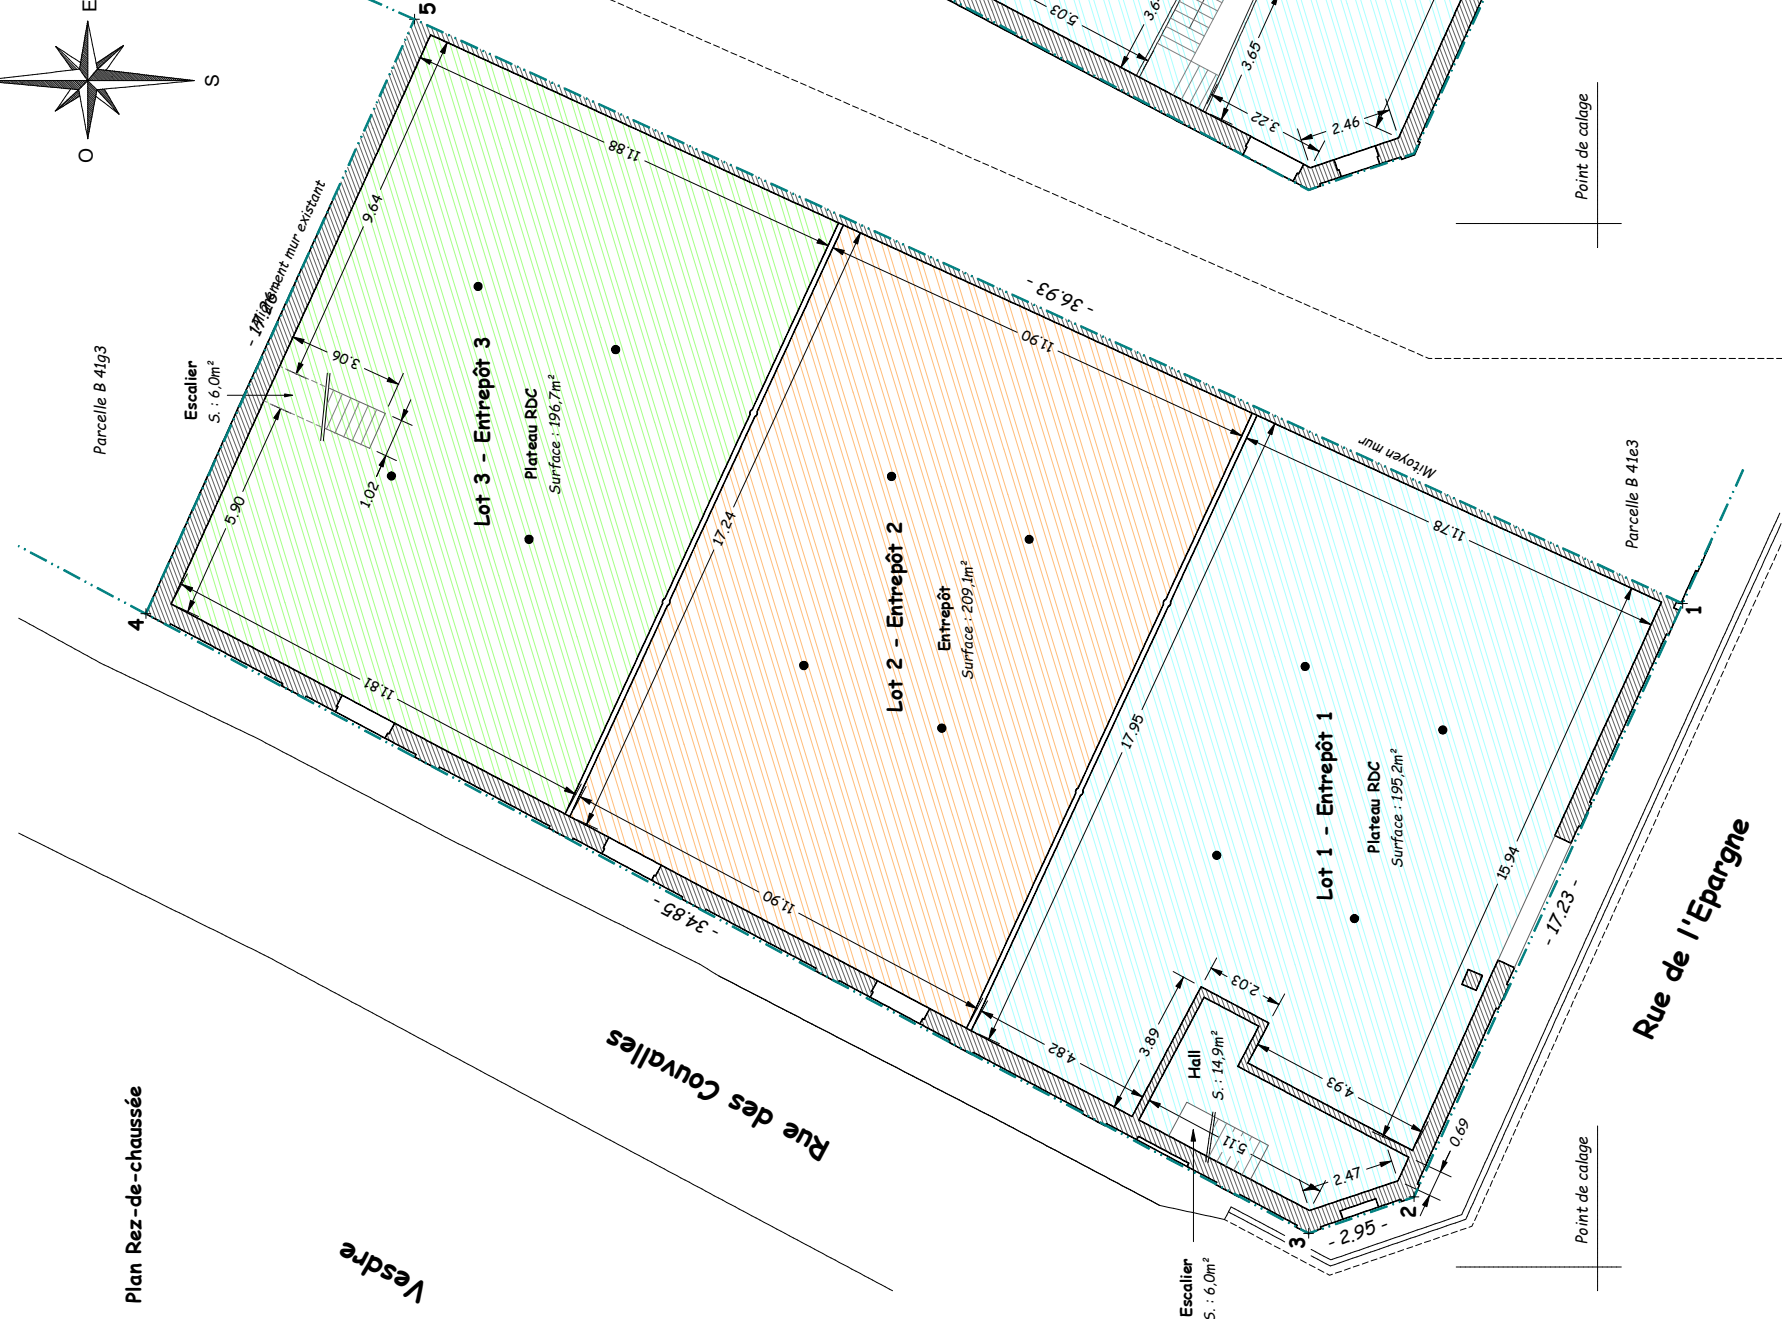 E
S
O
5
5.03
3.65
3.22
2.46
Point de calage
11.88
9.64
Alignement mur existant
- 17.26 -
Parcelle B 41g3
Escalier
S. : 6,0m²
3.06
1.02
5.90
Lot 3 - Entrepôt 3
Plateau RDC
Surface : 196,7m²
4
11.81
17.24
- 36.93 -
11.90
Lot 2 - Entrepôt 2
Entrepôt
Surface : 209,1m²
11.90
- 34.85 -
Mitoyen mur
Parcelle B 41e3
11.78
1
17.95
Lot 1 - Entrepôt 1
Plateau RDC
Surface : 195,2m²
15.94
- 17.23 -
Rue de l'Epargne
2.03
3.89
4.82
Hall
S. : 14,9m²
4.93
5.11
0.69
2.47
2
- 2.95 -
3
Escalier
S. : 6,0m²
Point de calage
Rue des Couvalles
Vesdre
Plan Rez-de-chaussée